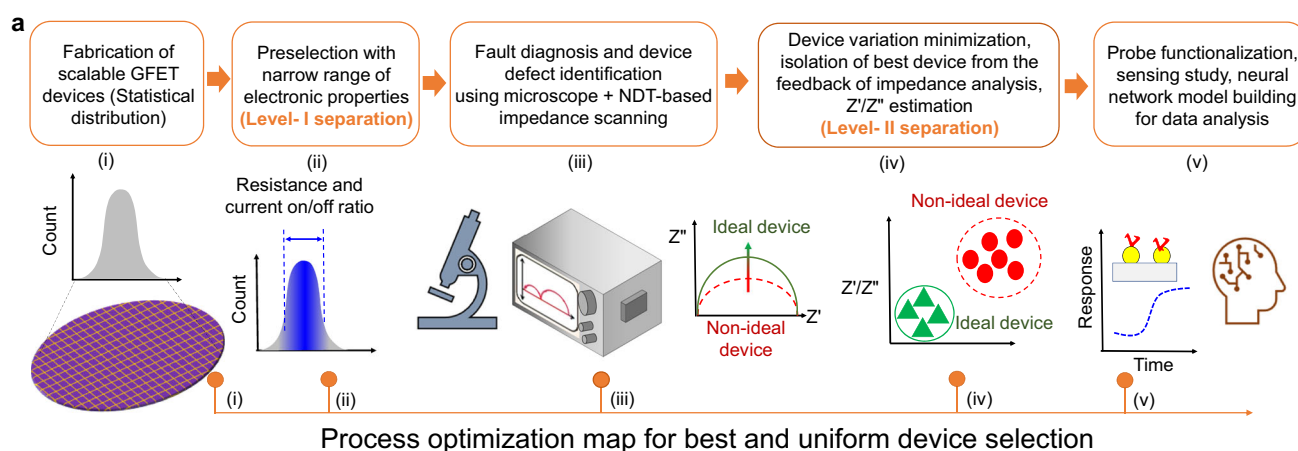 a
Fabrication of
scalable GFET
devices (Statistical
distribution)
(i)
Preselection with
narrow range of
electronic properties
(Level- I separation)
(ii)
Fault diagnosis and device
defect identification
using microscope + NDT-based
impedance scanning
(iii)
Device variation minimization,
isolation of best device from the
feedback of impedance analysis,
Z'/Z" estimation
(Level- II separation)
(iv)
Probe functionalization,
sensing study, neural
network model building
for data analysis
(v)
Count
Resistance and
current on/off ratio
Count
Z"
Ideal device
Z'
Non-ideal
device
Non-ideal device
Z'/Z"
Ideal device
Response
Time
(i)
(ii)
(iii)
(iv)
(v)
Process optimization map for best and uniform device selection